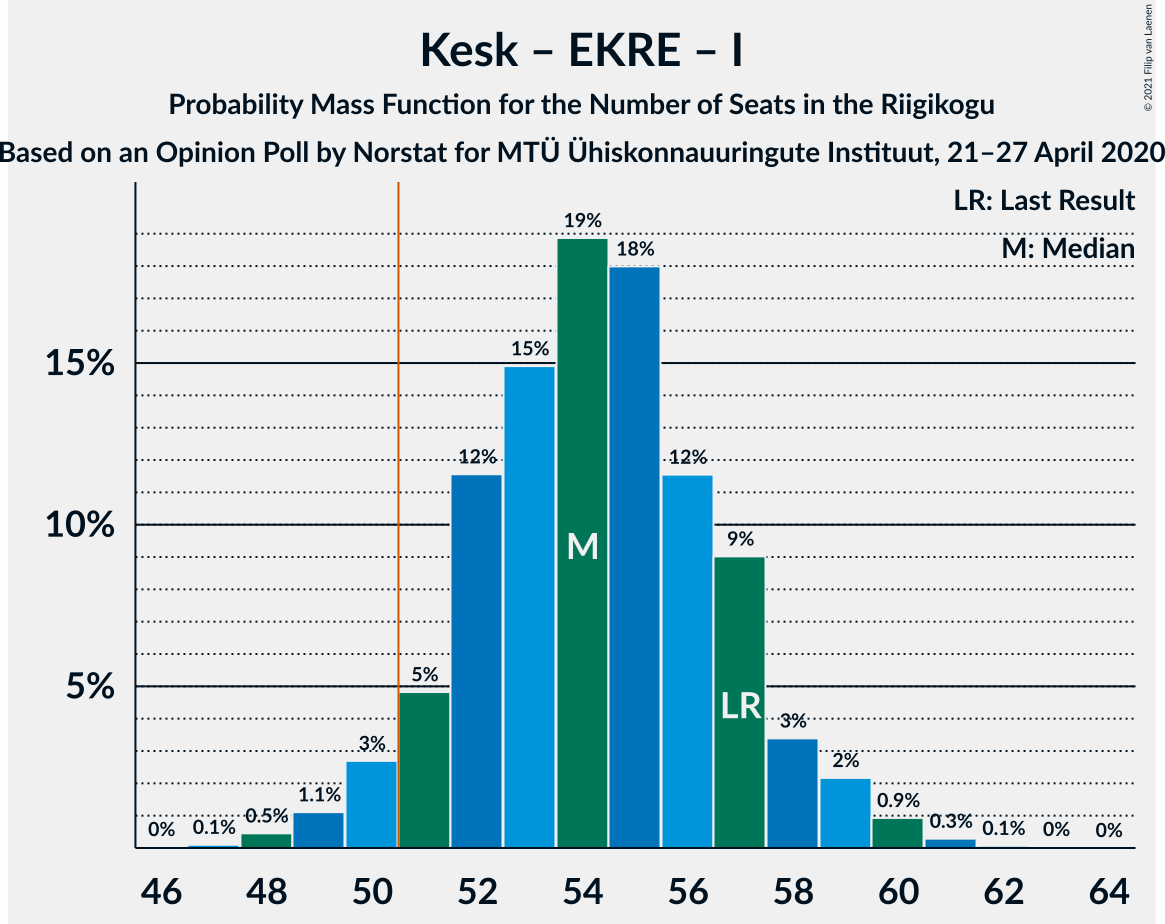 Kesk – EKRE – I
Probability Mass Function for the Number of Seats in the Riigikogu
Based on an Opinion Poll by Norstat for MTÜ Ühiskonnauuringute Instituut, 21–27 April 2020
© 2021 Filip van Laenen
LR: Last Result
M: Median
19%
18%
15%
15%
12%
12%
10%
9%
M
LR
5%
5%
3%
3%
2%
1.1%
0.9%
0.5%
0.3%
0%
0.1%
0.1%
0%
0%
46 48 50 52 54 56 58 60 62 64